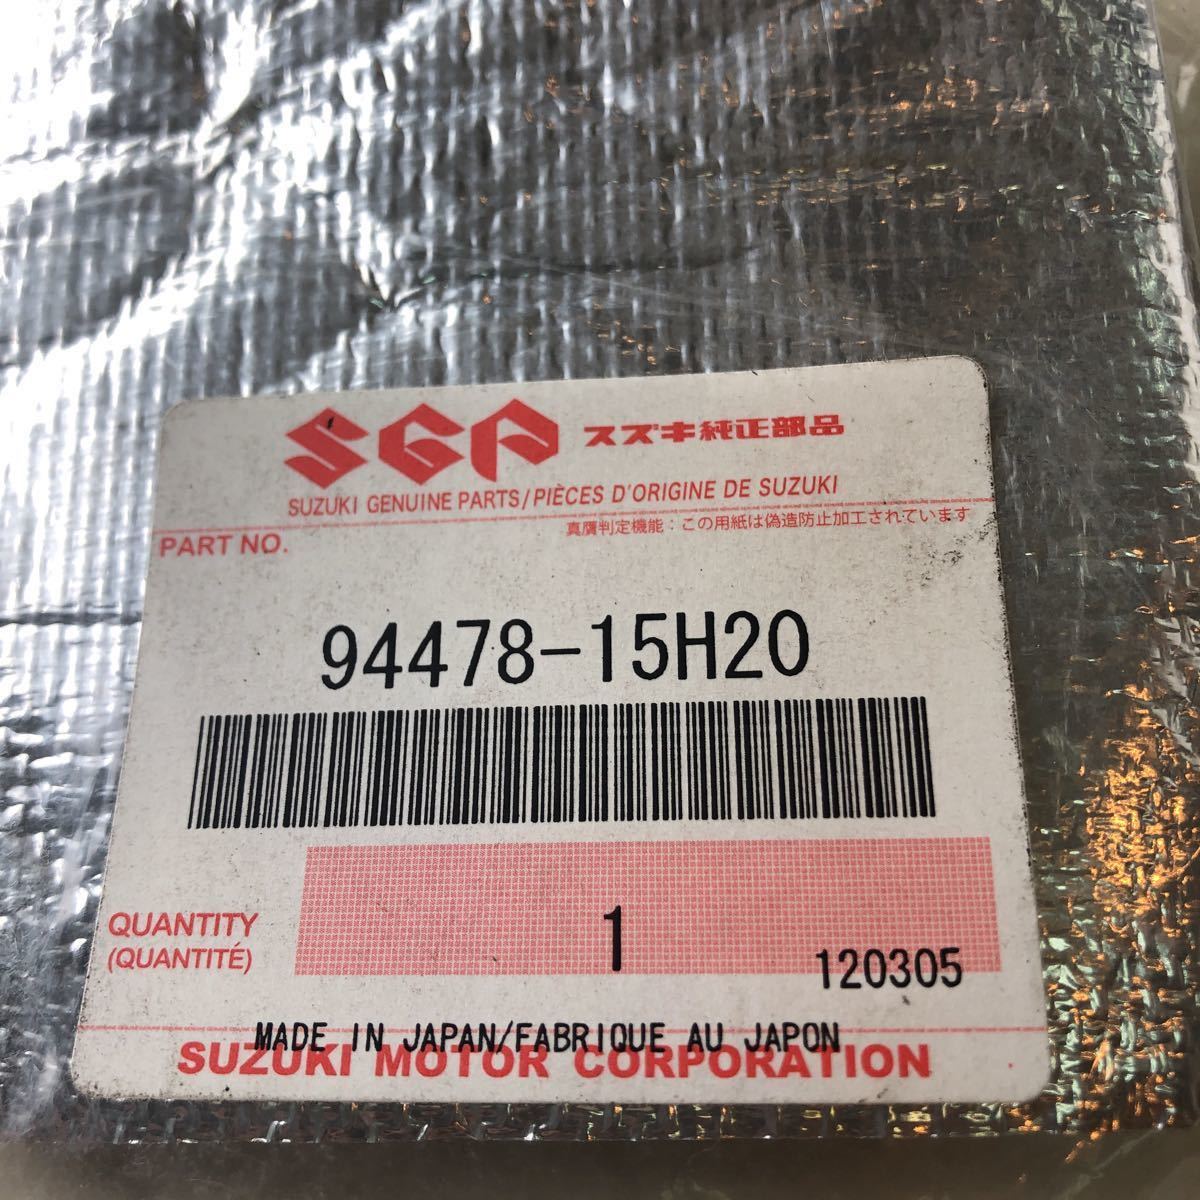 SGP スズキ純正部品
SUZUKI GENUINE PARTS/PIÈCES D'ORIGINE DE SUZUKI
真贋判定機能：この用紙は偽造防止加工されています
PART NO.
94478-15H20
QUANTITY
(QUANTITÉ)
1
120305
MADE IN JAPAN/FABRIQUE AU JAPON
SUZUKI MOTOR CORPORATION